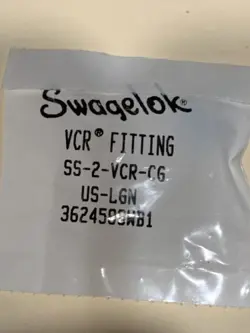 Swagelok®
VCR® FITTING
SS-2-VCR-CG
US-LGN